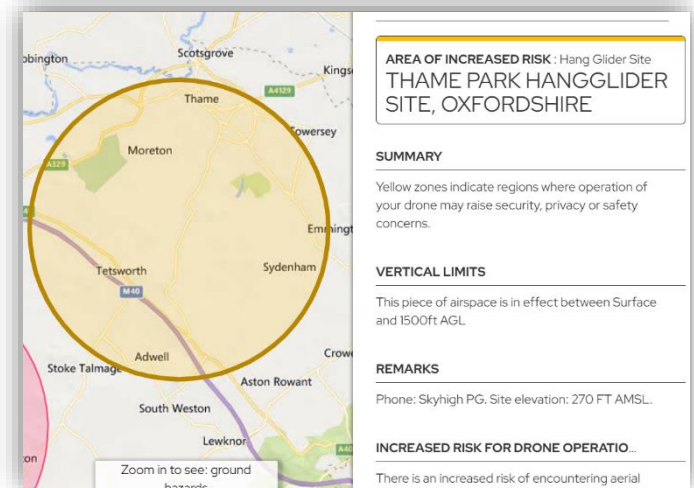 obington
Scotsgrove
Kings
A4129
Thame
Towersey
Moreton
A329
Emmingt
Tetsworth
Sydenham
M40
Adwell
Crowe
Stoke Talmage
Aston Rowant
South Weston
Lewknor
A40
ton
Zoom in to see: ground
hazards
AREA OF INCREASED RISK : Hang Glider Site
THAME PARK HANGGLIDER
SITE, OXFORDSHIRE
SUMMARY
Yellow zones indicate regions where operation of
your drone may raise security, privacy or safety
concerns.
VERTICAL LIMITS
This piece of airspace is in effect between Surface
and 1500ft AGL
REMARKS
Phone: Skyhigh PG. Site elevation: 270 FT AMSL.
INCREASED RISK FOR DRONE OPERATIO...
There is an increased risk of encountering aerial